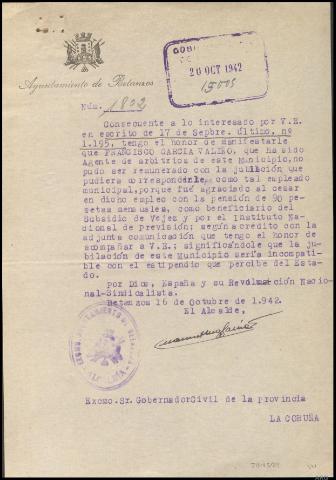 20 OCT 1942
15003
Ayuntamiento de Betanzos
Núm. 1802
Consecuente a lo interesado por V.E.
en escrito de 17 de Sepbre. último, nº
1.195, tengo el honor de manifestarle
que FRANCISCO GARCIA VALIÑO, que ha sido
Agente de arbitrios de este Municipio, no
pudo ser remunerado con la jubilación que
pudiera corresponderle, como tal empleado
municipal, porque fué agraciado al cesar
en dicho empleo con la pensión de 90 pe-
setas mensuales, como beneficiario del
Subsidio de Vejez y por el Instituto Na-
cional de Previsión; según acredito con la
adjunta comunicación que tengo el honor de
acompañar a V.E.; significándole que la ju-
bilación de este Municipio sería incompati-
ble con el estipendio que percibe del Esta-
do.
por Dios, España y su Revolución Nacio-
nal-Sindicalista.
Betanzos 16 de Octubre de 1.942.
El Alcalde,
EXCMO. AYUNTAMIENTO DE BETANZOS
ALCALDIA
Excmo. Sr. Gobernador Civil de la provincia
LA CORUÑA